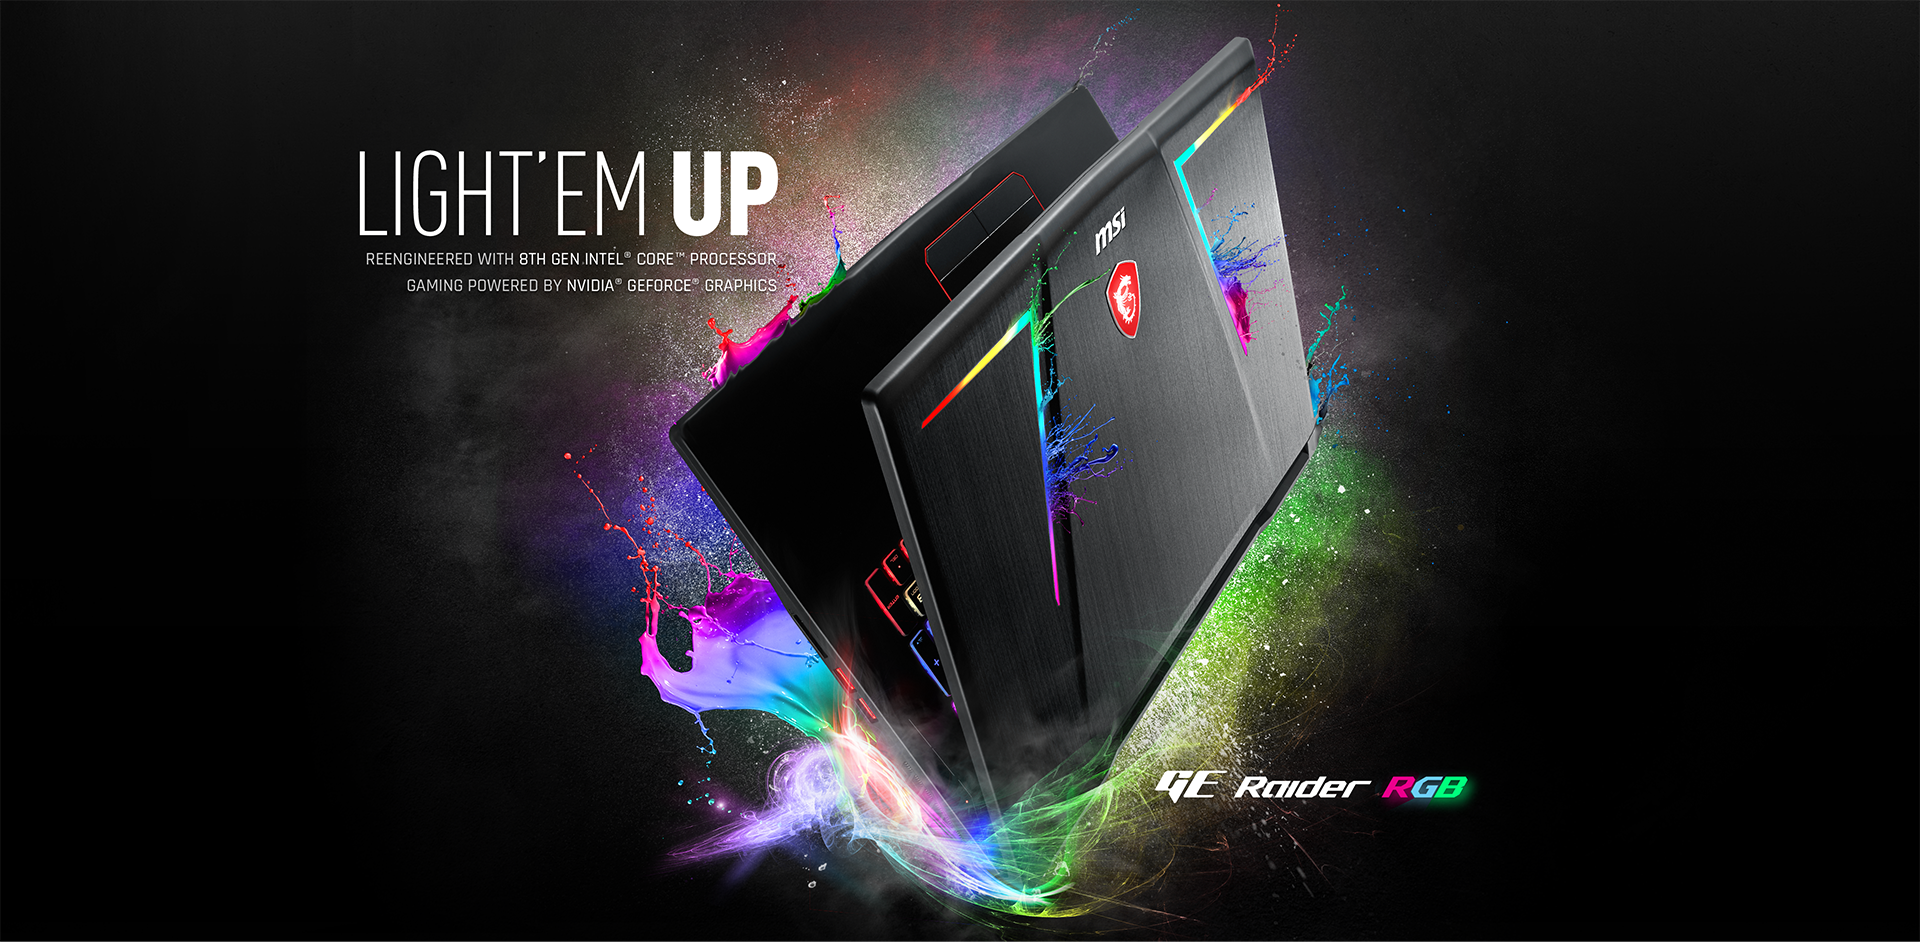 LIGHT'EM UP
REENGINEERED WITH 8TH GEN INTEL® CORE™ PROCESSOR
GAMING POWERED BY NVIDIA® GEFORCE® GRAPHICS
msi
GE Raider RGB